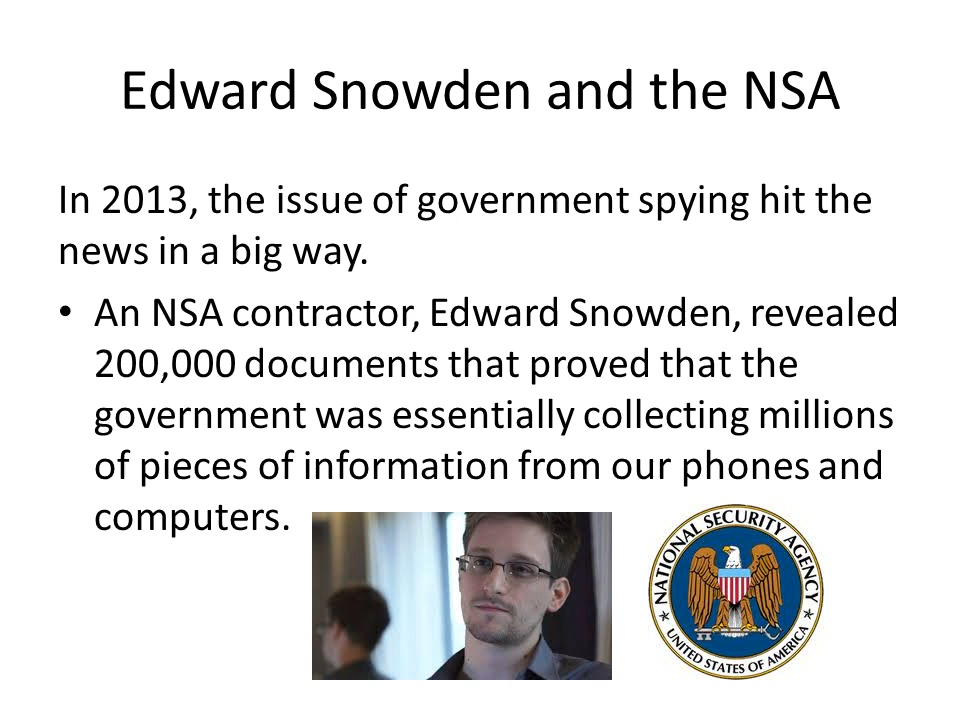 Edward Snowden and the NSA
In 2013, the issue of government spying hit the
news in a big way.
• An NSA contractor, Edward Snowden, revealed
200,000 documents that proved that the
government was essentially collecting millions
of pieces of information from our phones and
computers.
NATIONAL SECURITY AGENCY
UNITED STATES OF AMERICA